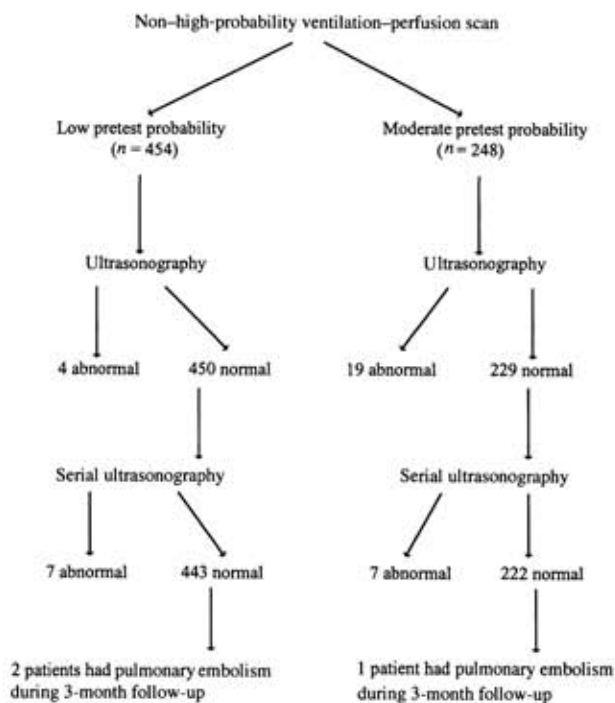 Non–high-probability ventilation–perfusion scan
Low pretest probability
(n = 454)
Moderate pretest probability
(n = 248)
Ultrasonography
Ultrasonography
4 abnormal
450 normal
19 abnormal
229 normal
Serial ultrasonography
Serial ultrasonography
7 abnormal
443 normal
7 abnormal
222 normal
2 patients had pulmonary embolism
during 3-month follow-up
1 patient had pulmonary embolism
during 3-month follow-up